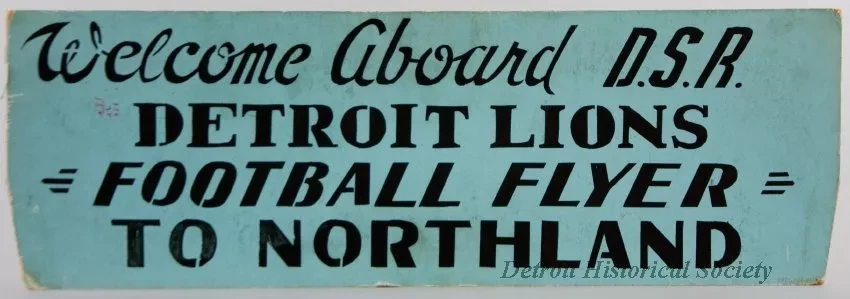 Welcome Aboard D.S.R.
DETROIT LIONS
FOOTBALL FLYER
TO NORTHLAND
Detroit Historical Society